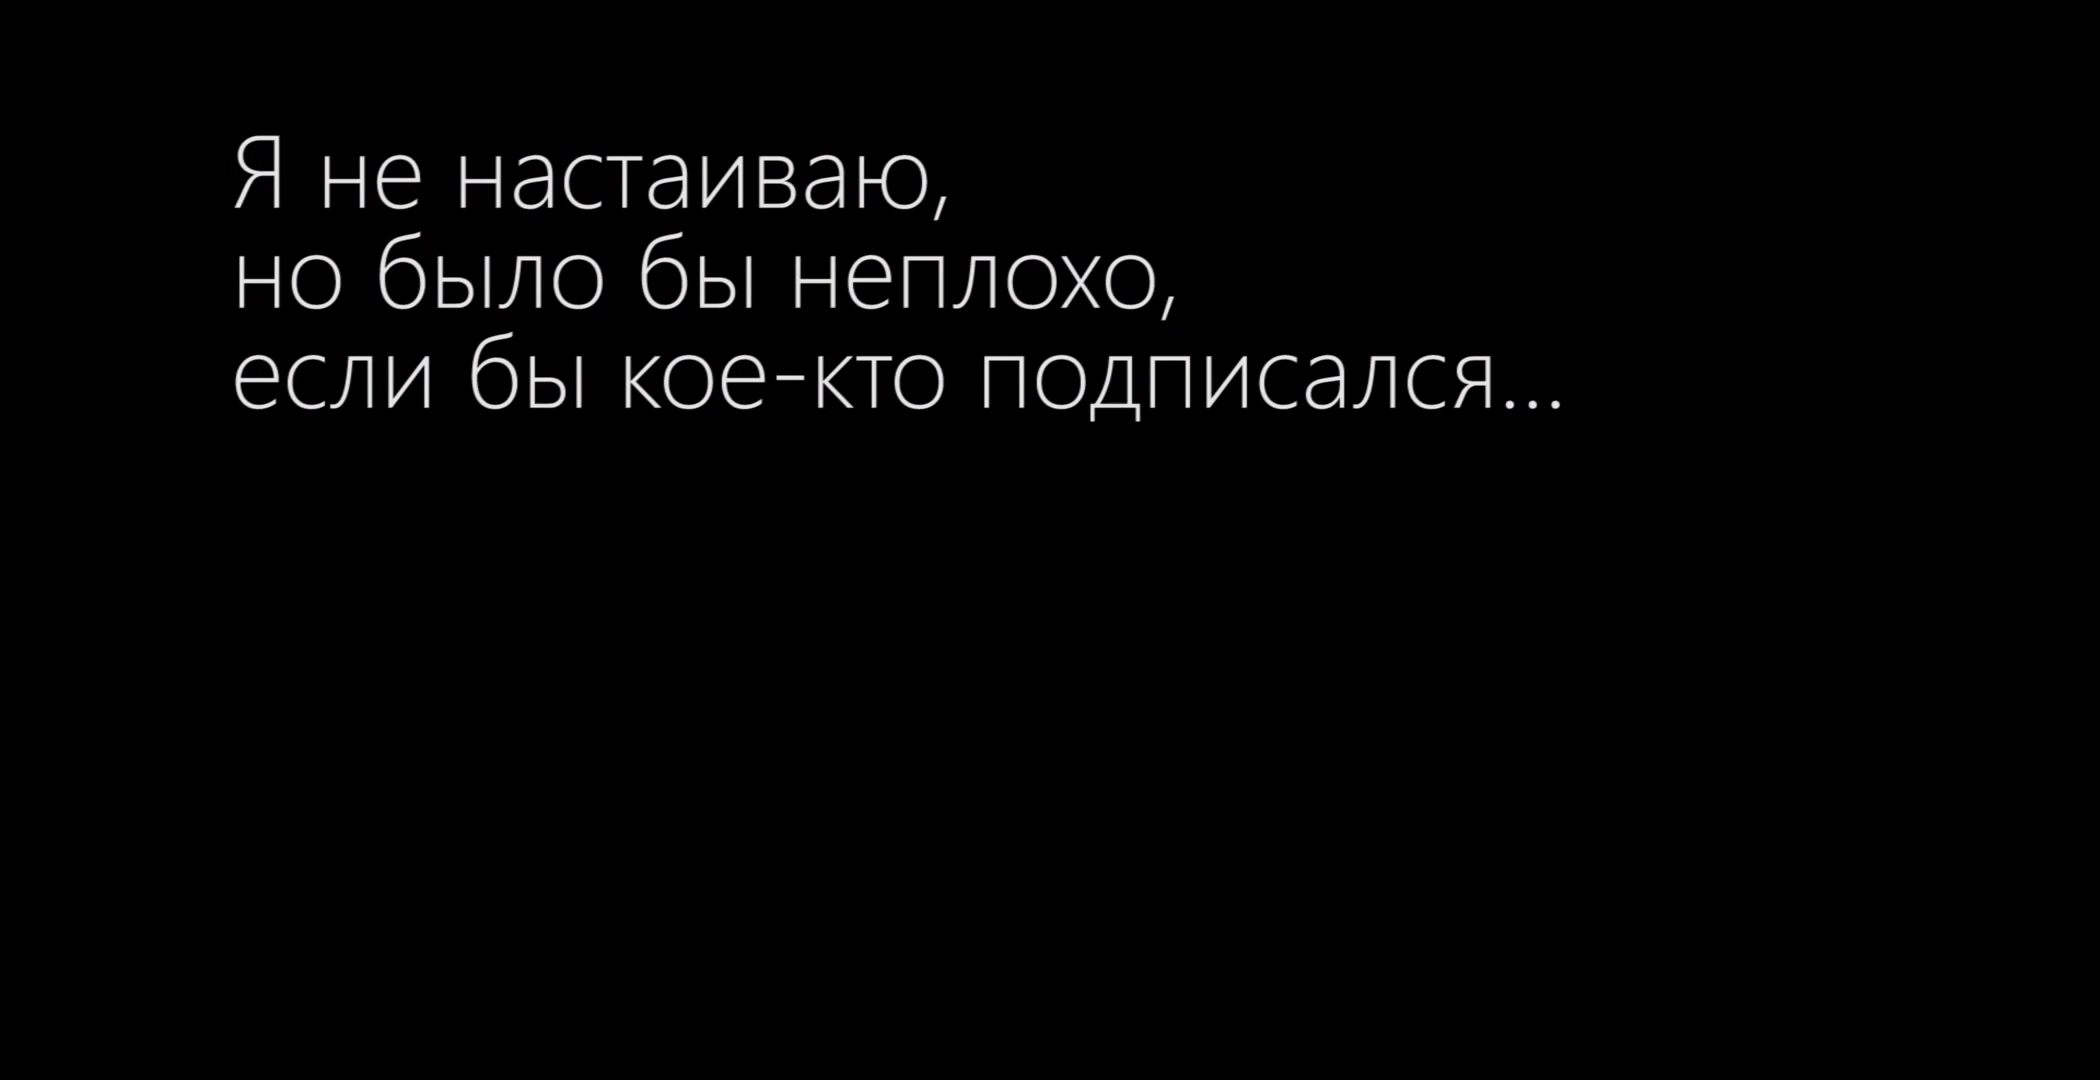 Я не настаиваю,
но было бы неплохо,
если бы кое-кто подписался...